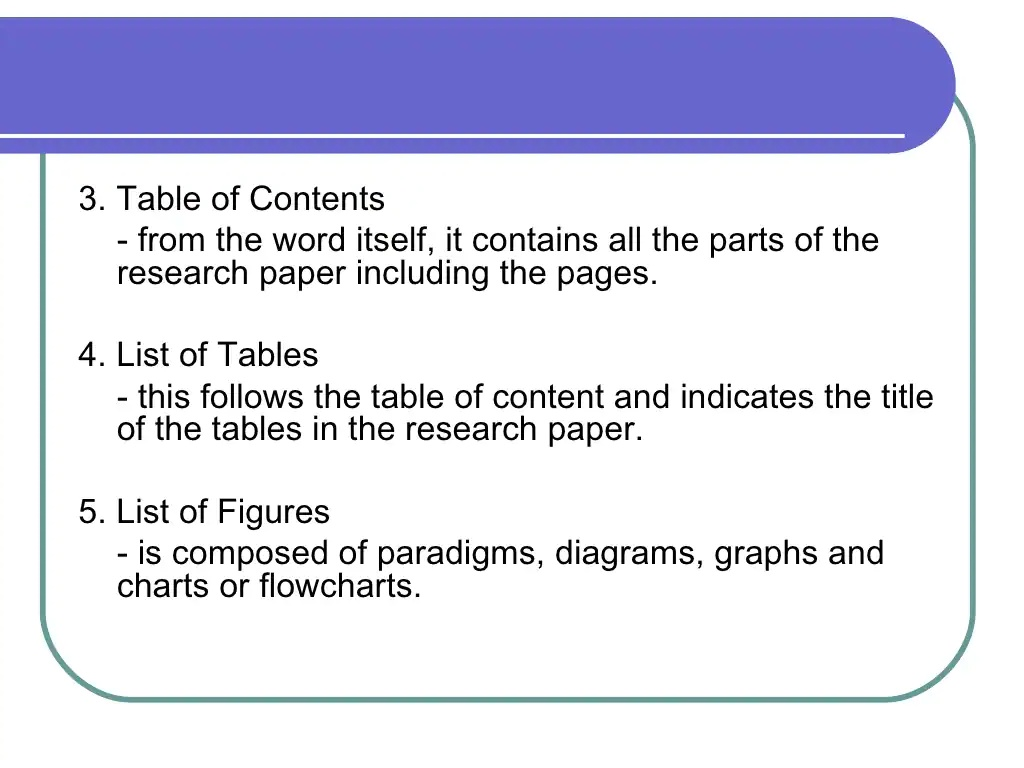 3. Table of Contents
- from the word itself, it contains all the parts of the
research paper including the pages.
4. List of Tables
- this follows the table of content and indicates the title
of the tables in the research paper.
5. List of Figures
- is composed of paradigms, diagrams, graphs and
charts or flowcharts.